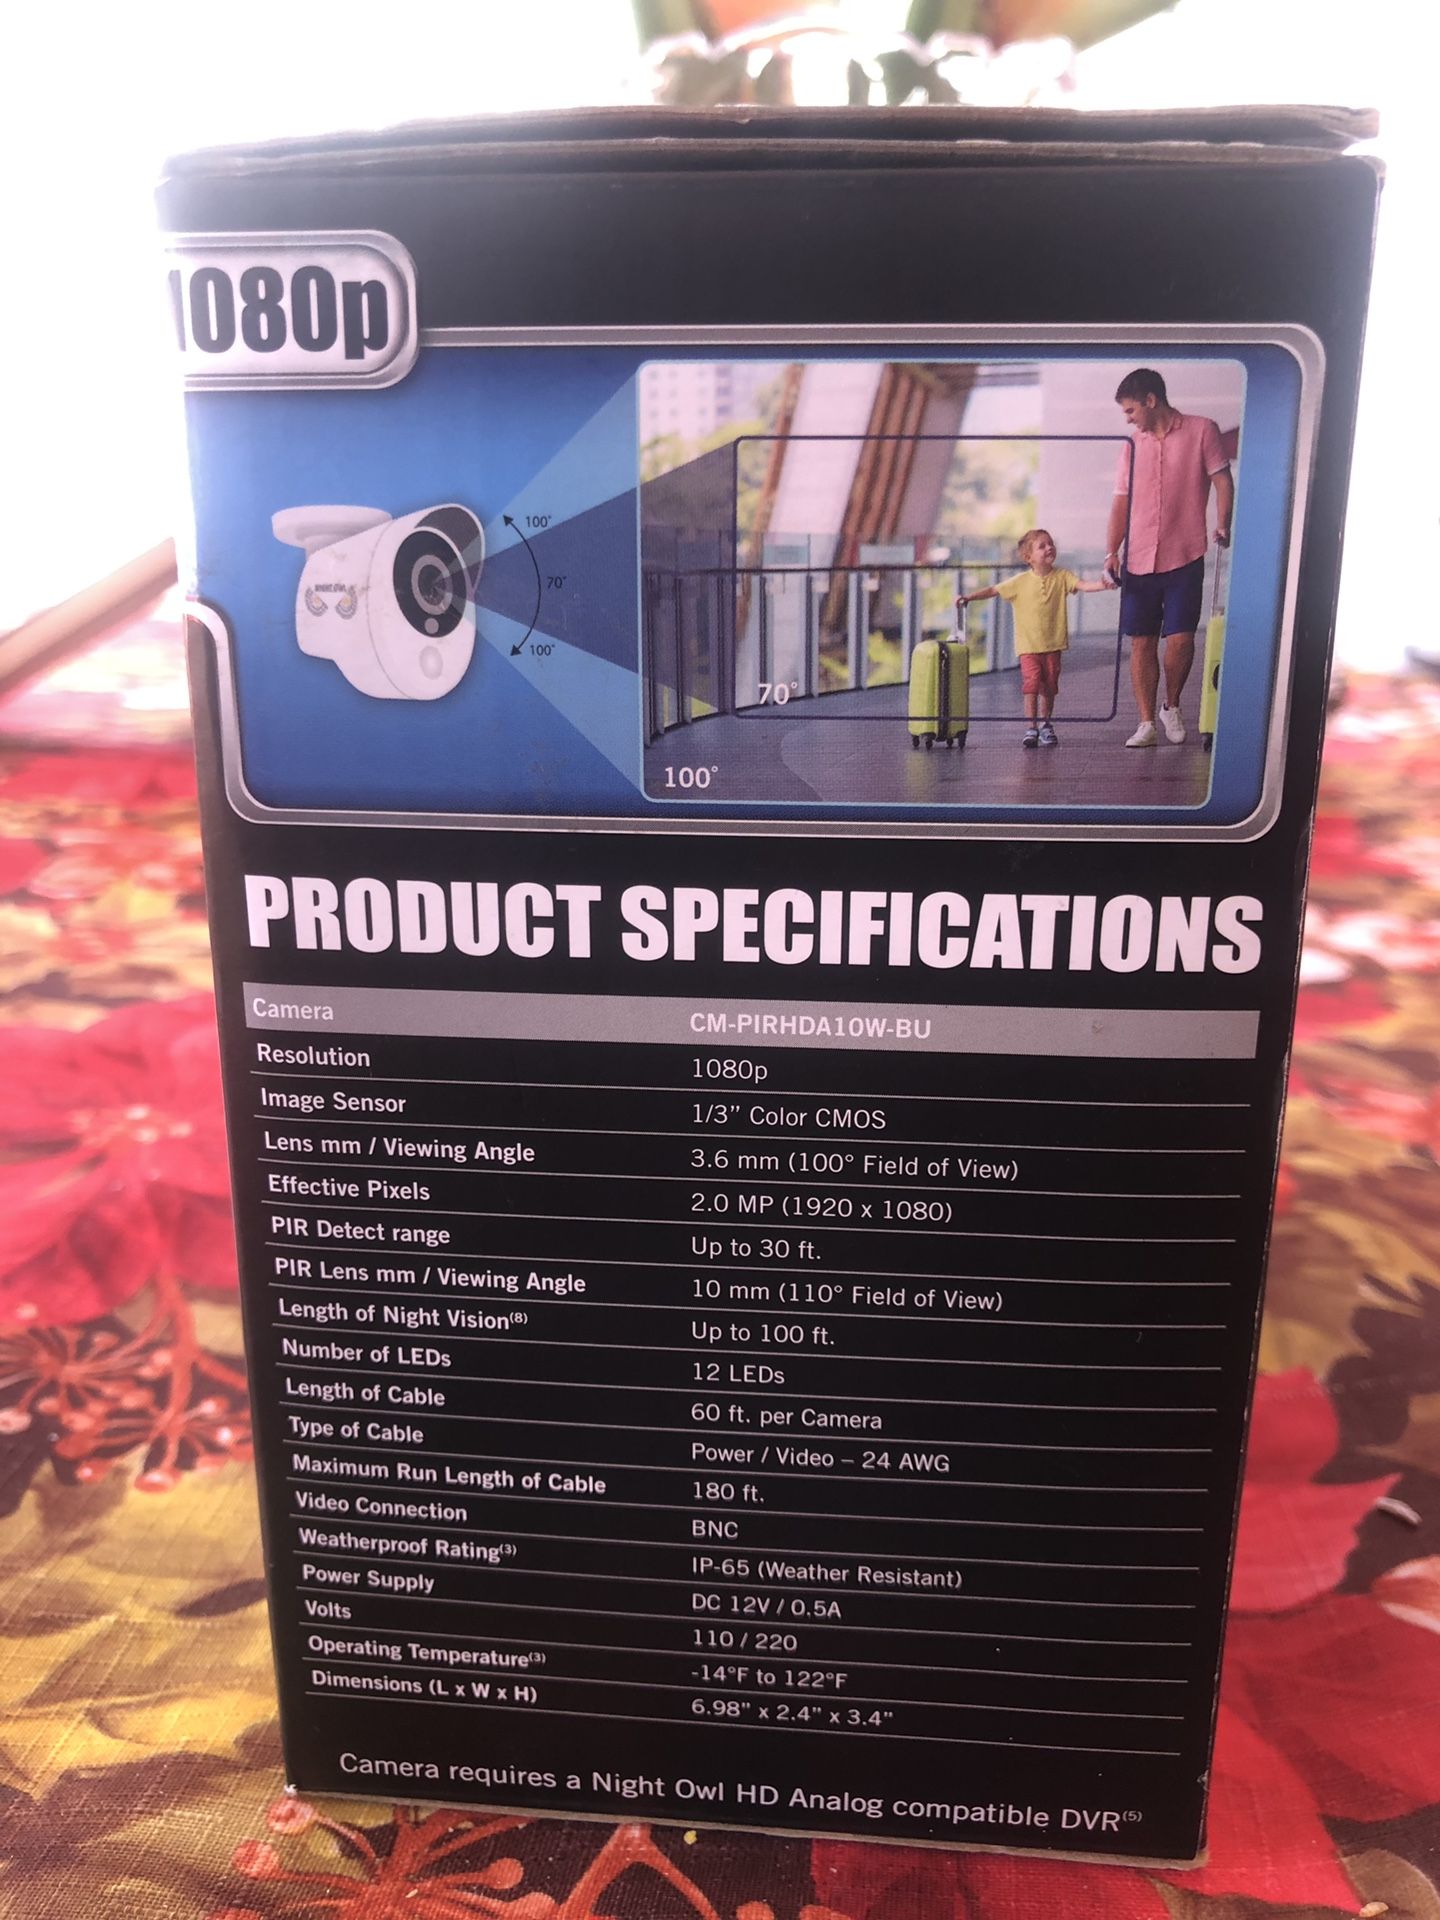 1080p
100°
70°
100°
NIGHT OWL
70°
100°
PRODUCT SPECIFICATIONS
Camera CM-PIRHDA10W-BU
Resolution 1080p
Image Sensor 1/3” Color CMOS
Lens mm / Viewing Angle 3.6 mm (100° Field of View)
Effective Pixels 2.0 MP (1920 x 1080)
PIR Detect range Up to 30 ft.
PIR Lens mm / Viewing Angle 10 mm (110° Field of View)
Length of Night Vision(8) Up to 100 ft.
Number of LEDs 12 LEDs
Length of Cable 60 ft. per Camera
Type of Cable Power / Video – 24 AWG
Maximum Run Length of Cable 180 ft.
Video Connection BNC
Weatherproof Rating(3) IP-65 (Weather Resistant)
Power Supply DC 12V / 0.5A
Volts 110 / 220
Operating Temperature(3) -14°F to 122°F
Dimensions (L x W x H) 6.98" x 2.4" x 3.4"
Camera requires a Night Owl HD Analog compatible DVR(5)